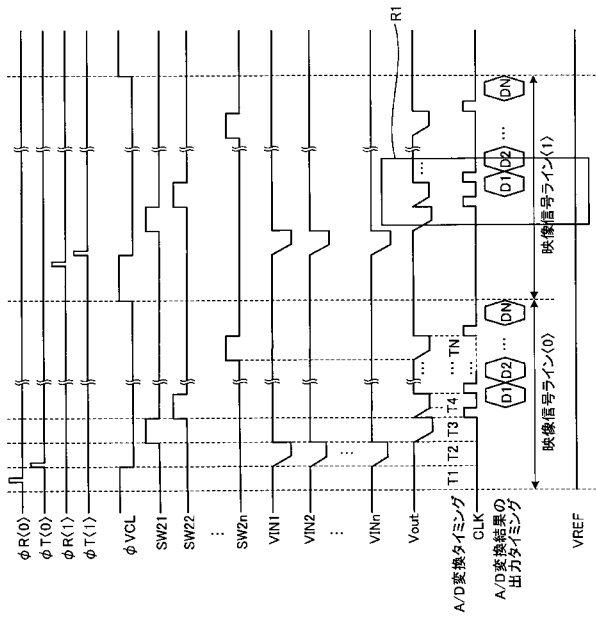 R1
φR(0)
φT(0)
φR(1)
φT(1)
φVCL
SW21
SW22
⋮
SW2n
VIN1
VIN2
⋮
VINn
Vout
A/D変換タイミング
CLK
A/D変換結果の
出力タイミング
VREF
⋮
… …
…
T1 T2 T3 T4 TN
D1 D2 … DN
D1 D2 … DN
映像信号ライン〈0〉
映像信号ライン〈1〉